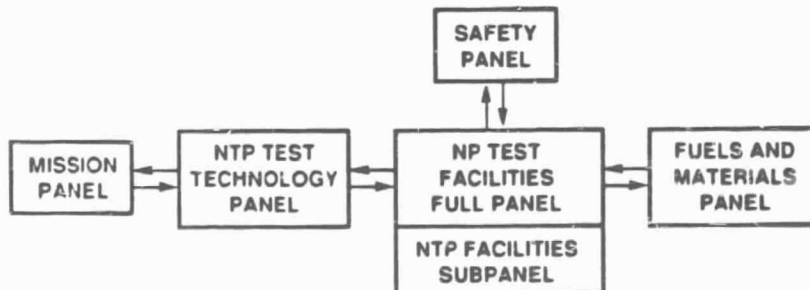 SAFETY
PANEL
MISSION
PANEL
NTP TEST
TECHNOLOGY
PANEL
NP TEST
FACILITIES
FULL PANEL
NTP FACILITIES
SUBPANEL
FUELS AND
MATERIALS
PANEL